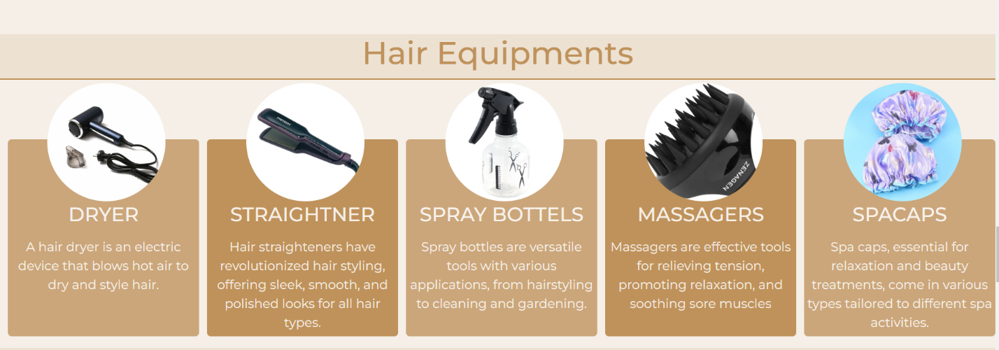 Hair Equipments
DRYER
A hair dryer is an electric
device that blows hot air to
dry and style hair.
STRAIGHTNER
Hair straighteners have
revolutionized hair styling,
offering sleek, smooth, and
polished looks for all hair
types.
SPRAY BOTTELS
Spray bottles are versatile
tools with various
applications, from hairstyling
to cleaning and gardening.
ZENAGEN
MASSAGERS
Massagers are effective tools
for relieving tension,
promoting relaxation, and
soothing sore muscles
SPACAPS
Spa caps, essential for
relaxation and beauty
treatments, come in various
types tailored to different spa
activities.